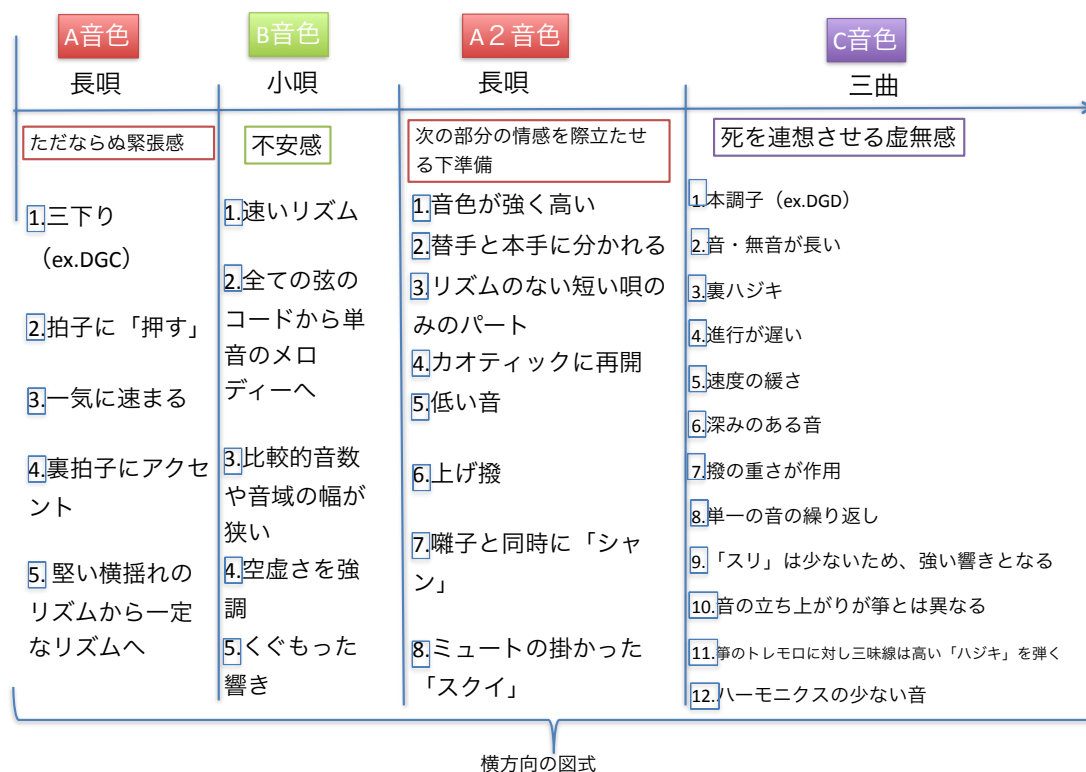 A音色
長唄
ただならぬ緊張感
1.三下り
（ex.DGC）
2.拍子に「押す」
3.一気に速まる
4.裏拍子にアクセ
ント
5. 堅い横揺れの
リズムから一定
なリズムへ
B音色
小唄
不安感
1.速いリズム
2.全ての弦の
コードから単
音のメロ
ディーへ
3.比較的音数
や音域の幅が
狭い
4.空虚さを強
調
5.くぐもった
響き
A２音色
長唄
次の部分の情感を際立たせ
る下準備
1.音色が強く高い
2.替手と本手に分かれる
3.リズムのない短い唄の
みのパート
4.カオティックに再開
5.低い音
6.上げ撥
7.囃子と同時に「シャ
ン」
8.ミュートの掛かった
「スクイ」
C音色
三曲
死を連想させる虚無感
1.本調子（ex.DGD）
2.音・無音が長い
3.裏ハジキ
4.進行が遅い
5.速度の緩さ
6.深みのある音
7.撥の重さが作用
8.単一の音の繰り返し
9.「スリ」は少ないため、強い響きとなる
10.音の立ち上がりが箏とは異なる
11.箏のトレモロに対し三味線は高い「ハジキ」を弾く
12.ハーモニクスの少ない音
横方向の図式